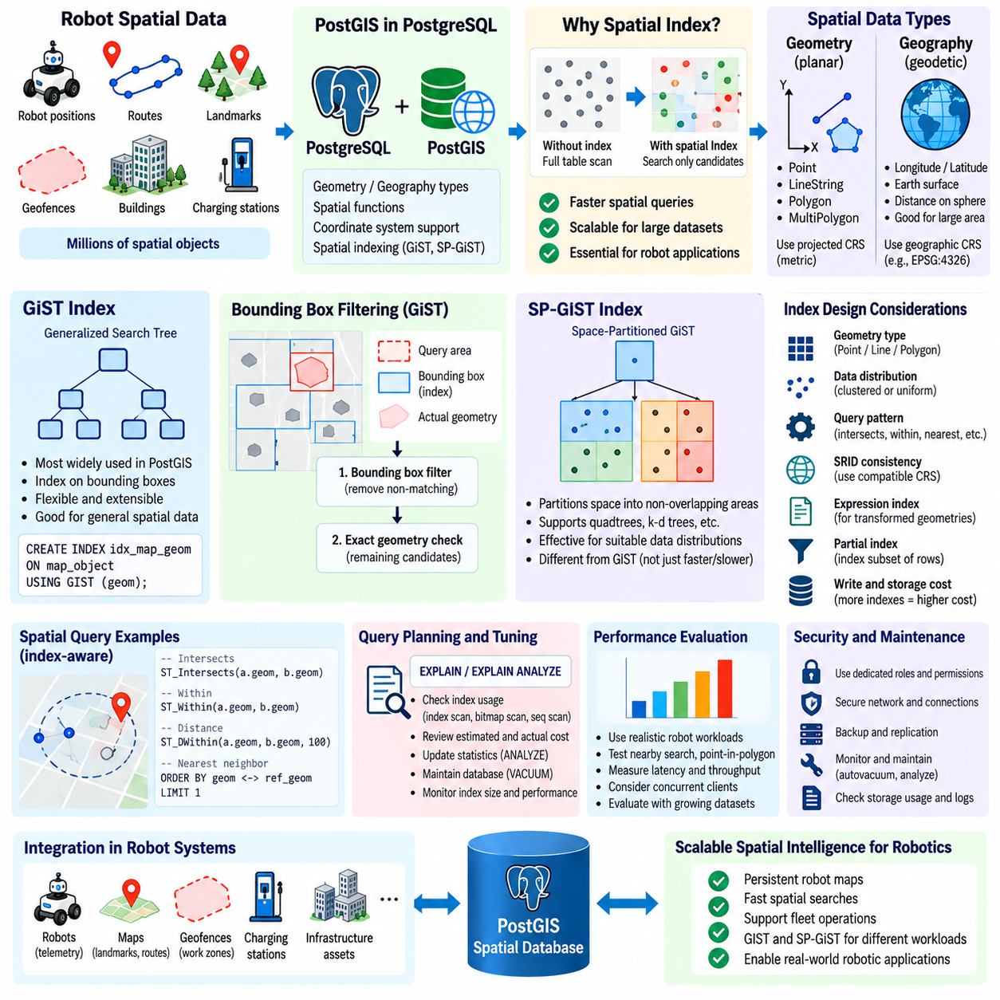 Robot Spatial Data
Robot positions
Routes
Landmarks
Geofences
Buildings
Charging stations
Millions of spatial objects
PostGIS in PostgreSQL
PostgreSQL
+
PostGIS
Geometry / Geography types
Spatial functions
Coordinate system support
Spatial indexing (GiST, SP-GiST)
Why Spatial Index?
Without index
Full table scan
With spatial Index
Search only candidates
Faster spatial queries
Scalable for large datasets
Essential for robot applications
Spatial Data Types
Geometry
(planar)
Y
X
• Point
• LineString
• Polygon
• MultiPolygon
Use projected CRS
(metric)
Geography
(geodetic)
• Longitude / Latitude
• Earth surface
• Distance on sphere
• Good for large area
Use geographic CRS
(e.g., EPSG:4326)
GiST Index
Generalized Search Tree
• Most widely used in PostGIS
• Index on bounding boxes
• Flexible and extensible
• Good for general spatial data
CREATE INDEX idx_map_geom
ON map_object
USING GIST (geom);
Bounding Box Filtering (GiST)
Query area
Bounding box
(index)
Actual geometry
1. Bounding box filter
(remove non-matching)
2. Exact geometry check
(remaining candidates)
SP-GiST Index
Space-Partitioned GiST
• Partitions space into non-overlapping areas
• Supports quadtrees, k-d trees, etc.
• Effective for suitable data distributions
• Different from GiST (not just faster/slower)
Index Design Considerations
Geometry type
(Point / Line / Polygon)
Data distribution
(clustered or uniform)
Query pattern
(intersects, within, nearest, etc.)
SRID consistency
(use compatible CRS)
Expression index
(for transformed geometries)
Partial index
(index subset of rows)
Write and storage cost
(more indexes = higher cost)
Spatial Query Examples
(index-aware)
-- Intersects
ST_Intersects(a.geom, b.geom)
-- Within
ST_Within(a.geom, b.geom)
-- Distance
ST_DWithin(a.geom, b.geom, 100)
-- Nearest neighbor
ORDER BY geom <-> ref_geom
LIMIT 1
Query Planning and Tuning
EXPLAIN / EXPLAIN ANALYZE
• Check index usage
(index scan, bitmap scan, seq scan)
• Review estimated and actual cost
• Update statistics (ANALYZE)
• Maintain database (VACUUM)
• Monitor index size and performance
Performance Evaluation
• Use realistic robot workloads
• Test nearby search, point-in-polygon
• Measure latency and throughput
• Consider concurrent clients
• Evaluate with growing datasets
Security and Maintenance
Use dedicated roles and permissions
Secure network and connections
Backup and replication
Monitor and maintain
(autovacuum, analyze)
Check storage usage and logs
Integration in Robot Systems
Robots
(telemetry)
Maps
(landmarks, routes)
Geofences
(work zones)
Charging
stations
Infrastructure
assets
...
PostGIS
Spatial Database
Scalable Spatial Intelligence for Robotics
Persistent robot maps
Fast spatial searches
Support fleet operations
GIST and SP-GiST for different workloads
Enable real-world robotic applications